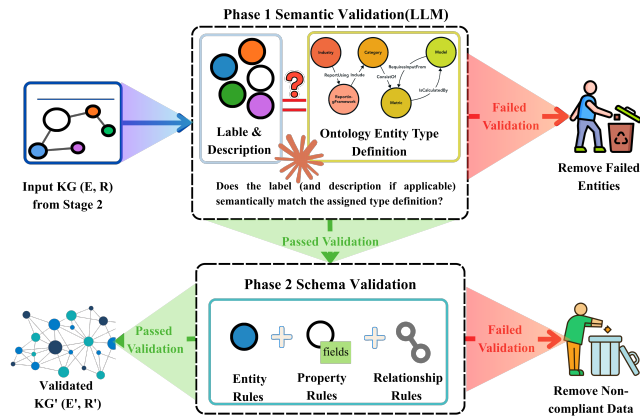 Phase 1 Semantic Validation(LLM)
Industry
Category
Model
ReportUsing
Include
RequiresInputFrom
ConsistOf
IsCalculatedBy
Reportin
gFramework
Metric
?
Lable &
Description
Ontology Entity Type
Definition
Does the label (and description if applicable)
semantically match the assigned type definition?
Input KG (E, R)
from Stage 2
Failed
Validation
Remove Failed
Entities
Passed Validation
Phase 2 Schema Validation
fields
Entity
Rules
Property
Rules
Relationship
Rules
Passed
Validation
Validated
KG' (E', R')
Failed
Validation
Remove Non-
compliant Data